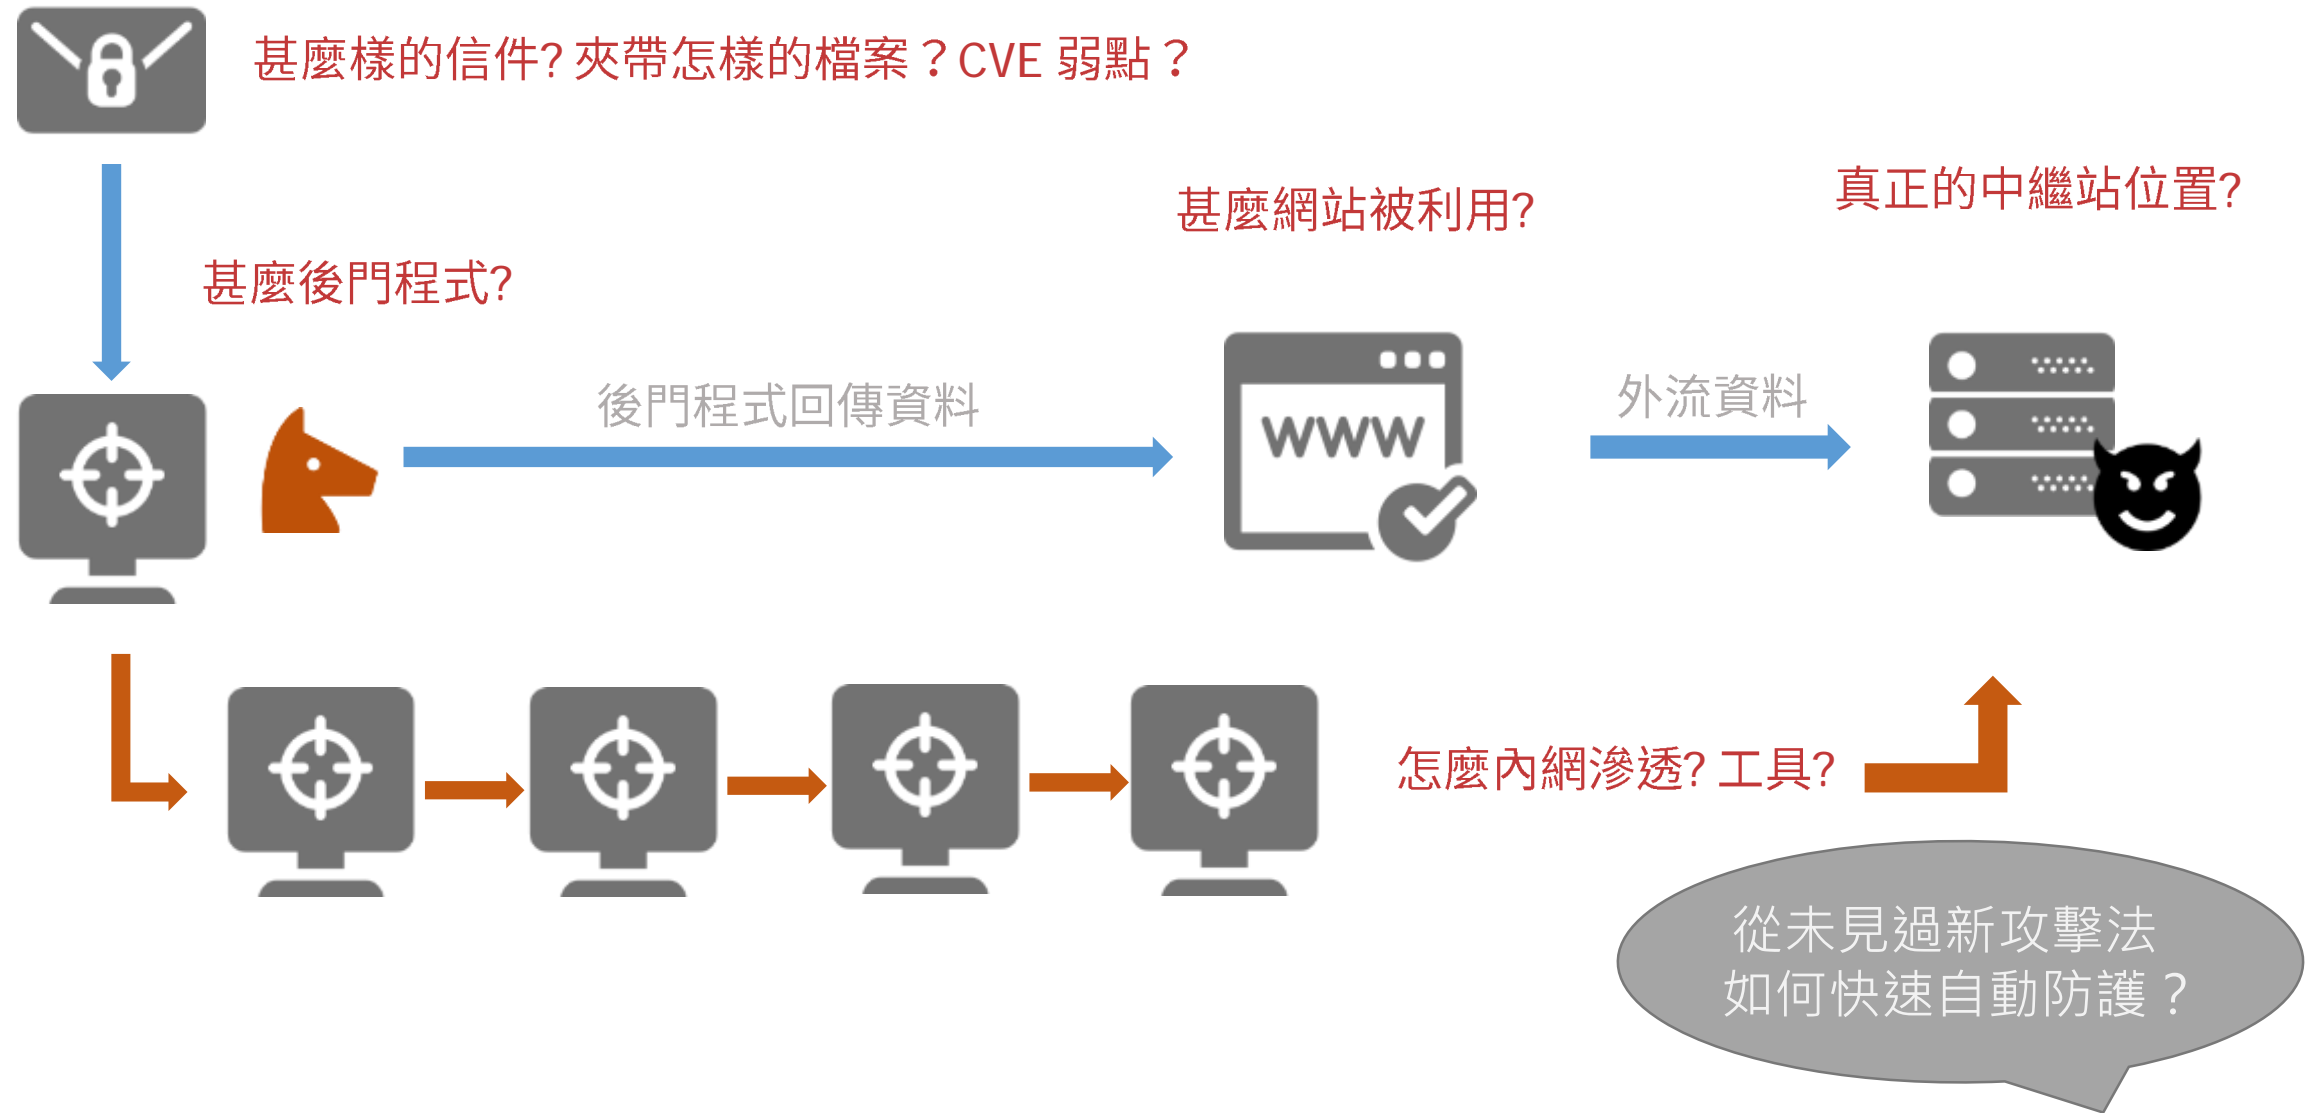 甚麼樣的信件? 夾帶怎樣的檔案？CVE 弱點？
甚麼網站被利用?
真正的中繼站位置?
甚麼後門程式?
後門程式回傳資料
外流資料
WWW
怎麼內網滲透? 工具?
從未見過新攻擊法
如何快速自動防護？